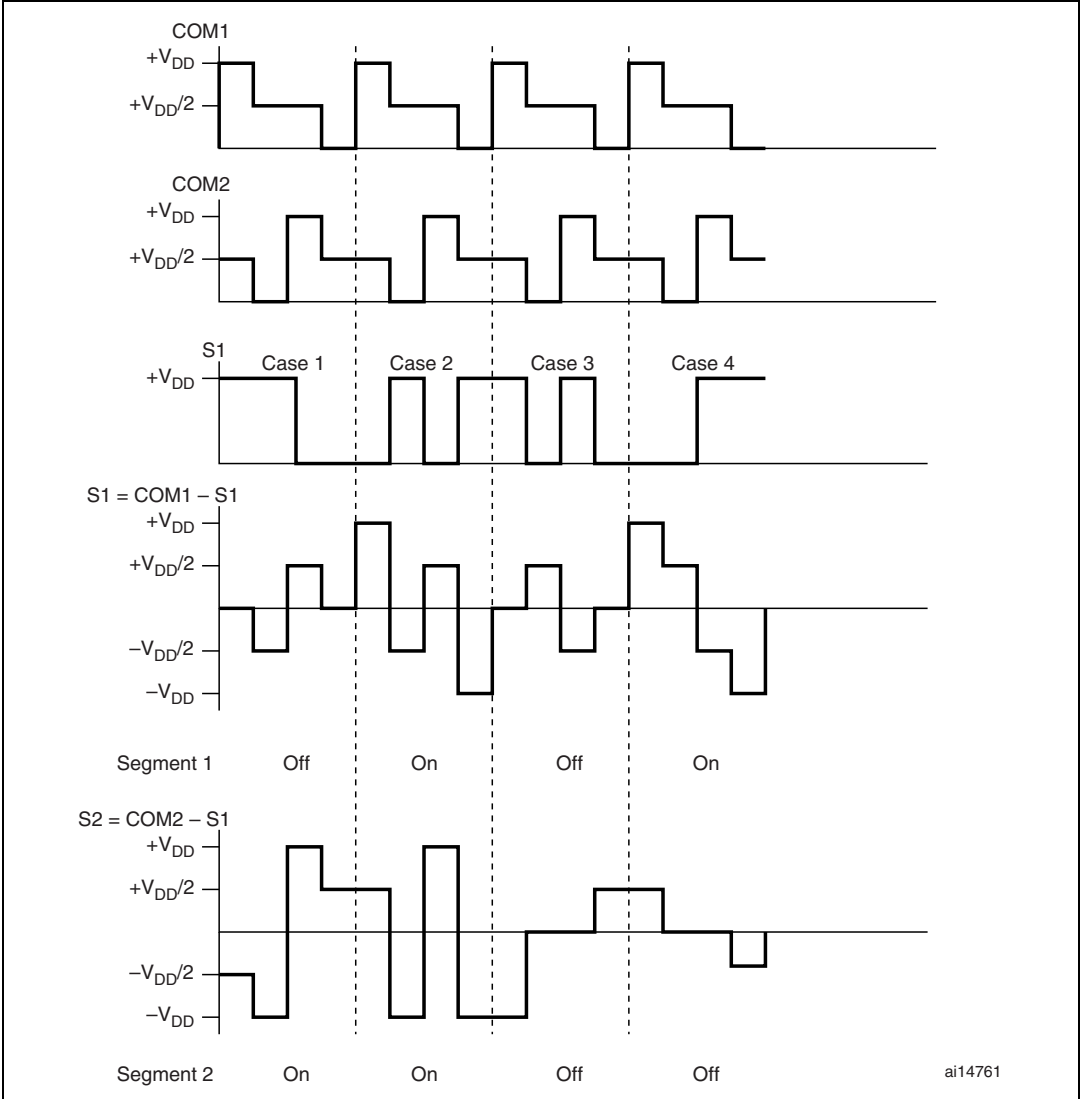 COM1
+VDD
+VDD/2
COM2
+VDD
+VDD/2
S1
Case 1 Case 2 Case 3 Case 4
+VDD
S1 = COM1 – S1
+VDD
+VDD/2
–VDD/2
–VDD
Segment 1 Off On Off On
S2 = COM2 – S1
+VDD
+VDD/2
–VDD/2
–VDD
Segment 2 On On Off Off
ai14761